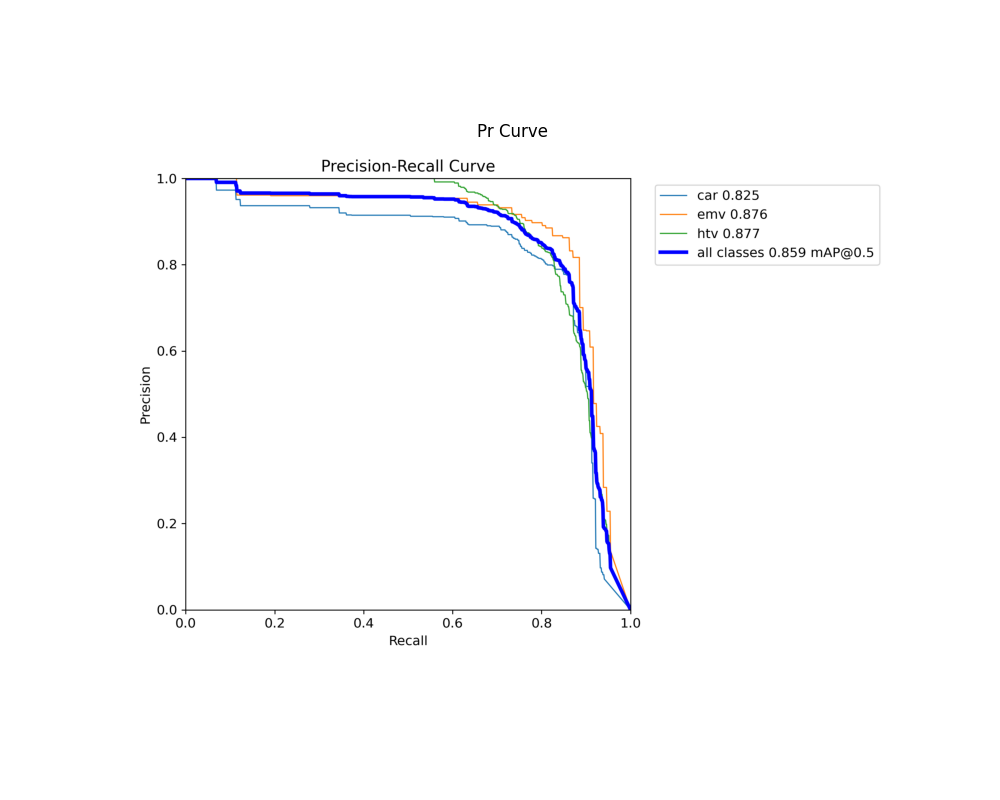 Pr Curve
Precision-Recall Curve
car 0.825
emv 0.876
htv 0.877
all classes 0.859 mAP@0.5
Precision
1.0
0.8
0.6
0.4
0.2
0.0
0.0 0.2 0.4 0.6 0.8 1.0
Recall